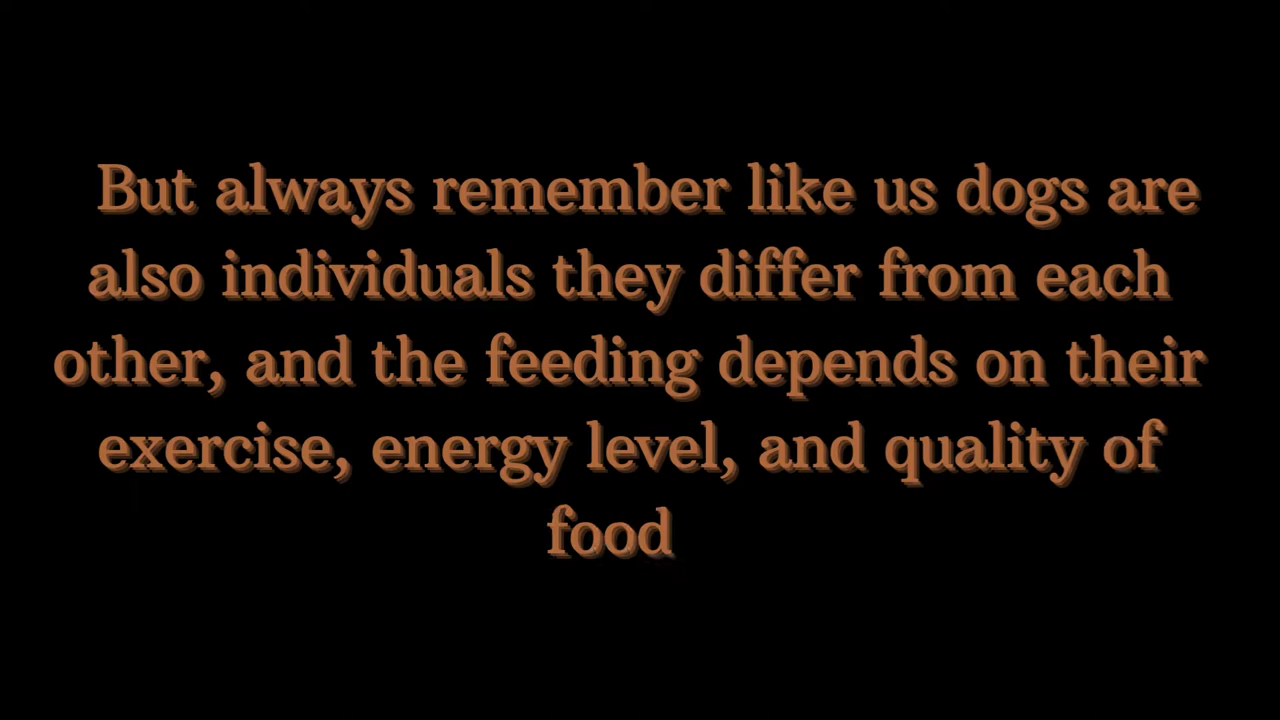 But always remember like us dogs are
also individuals they differ from each
other, and the feeding depends on their
exercise, energy level, and quality of
food